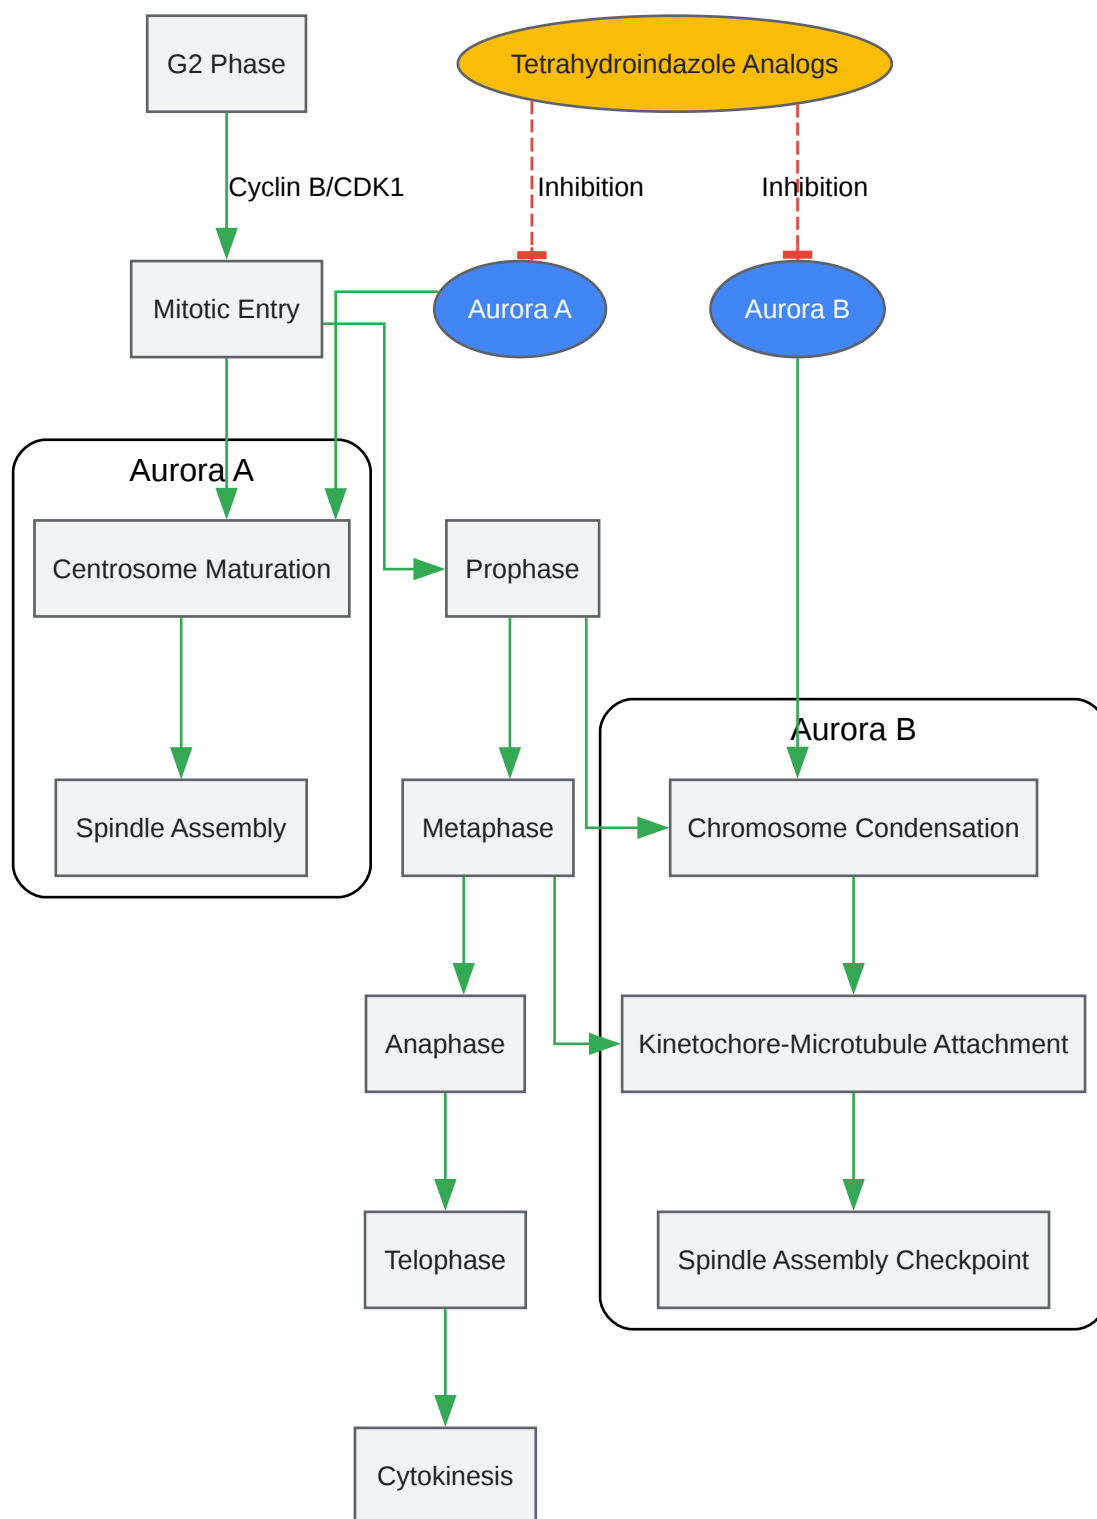 G2 Phase
Tetrahydroindazole Analogs
Cyclin B/CDK1
Inhibition
Inhibition
Mitotic Entry
Aurora A
Aurora B
Aurora A
Centrosome Maturation
Prophase
Aurora B
Spindle Assembly
Metaphase
Chromosome Condensation
Anaphase
Kinetochore-Microtubule Attachment
Telophase
Spindle Assembly Checkpoint
Cytokinesis